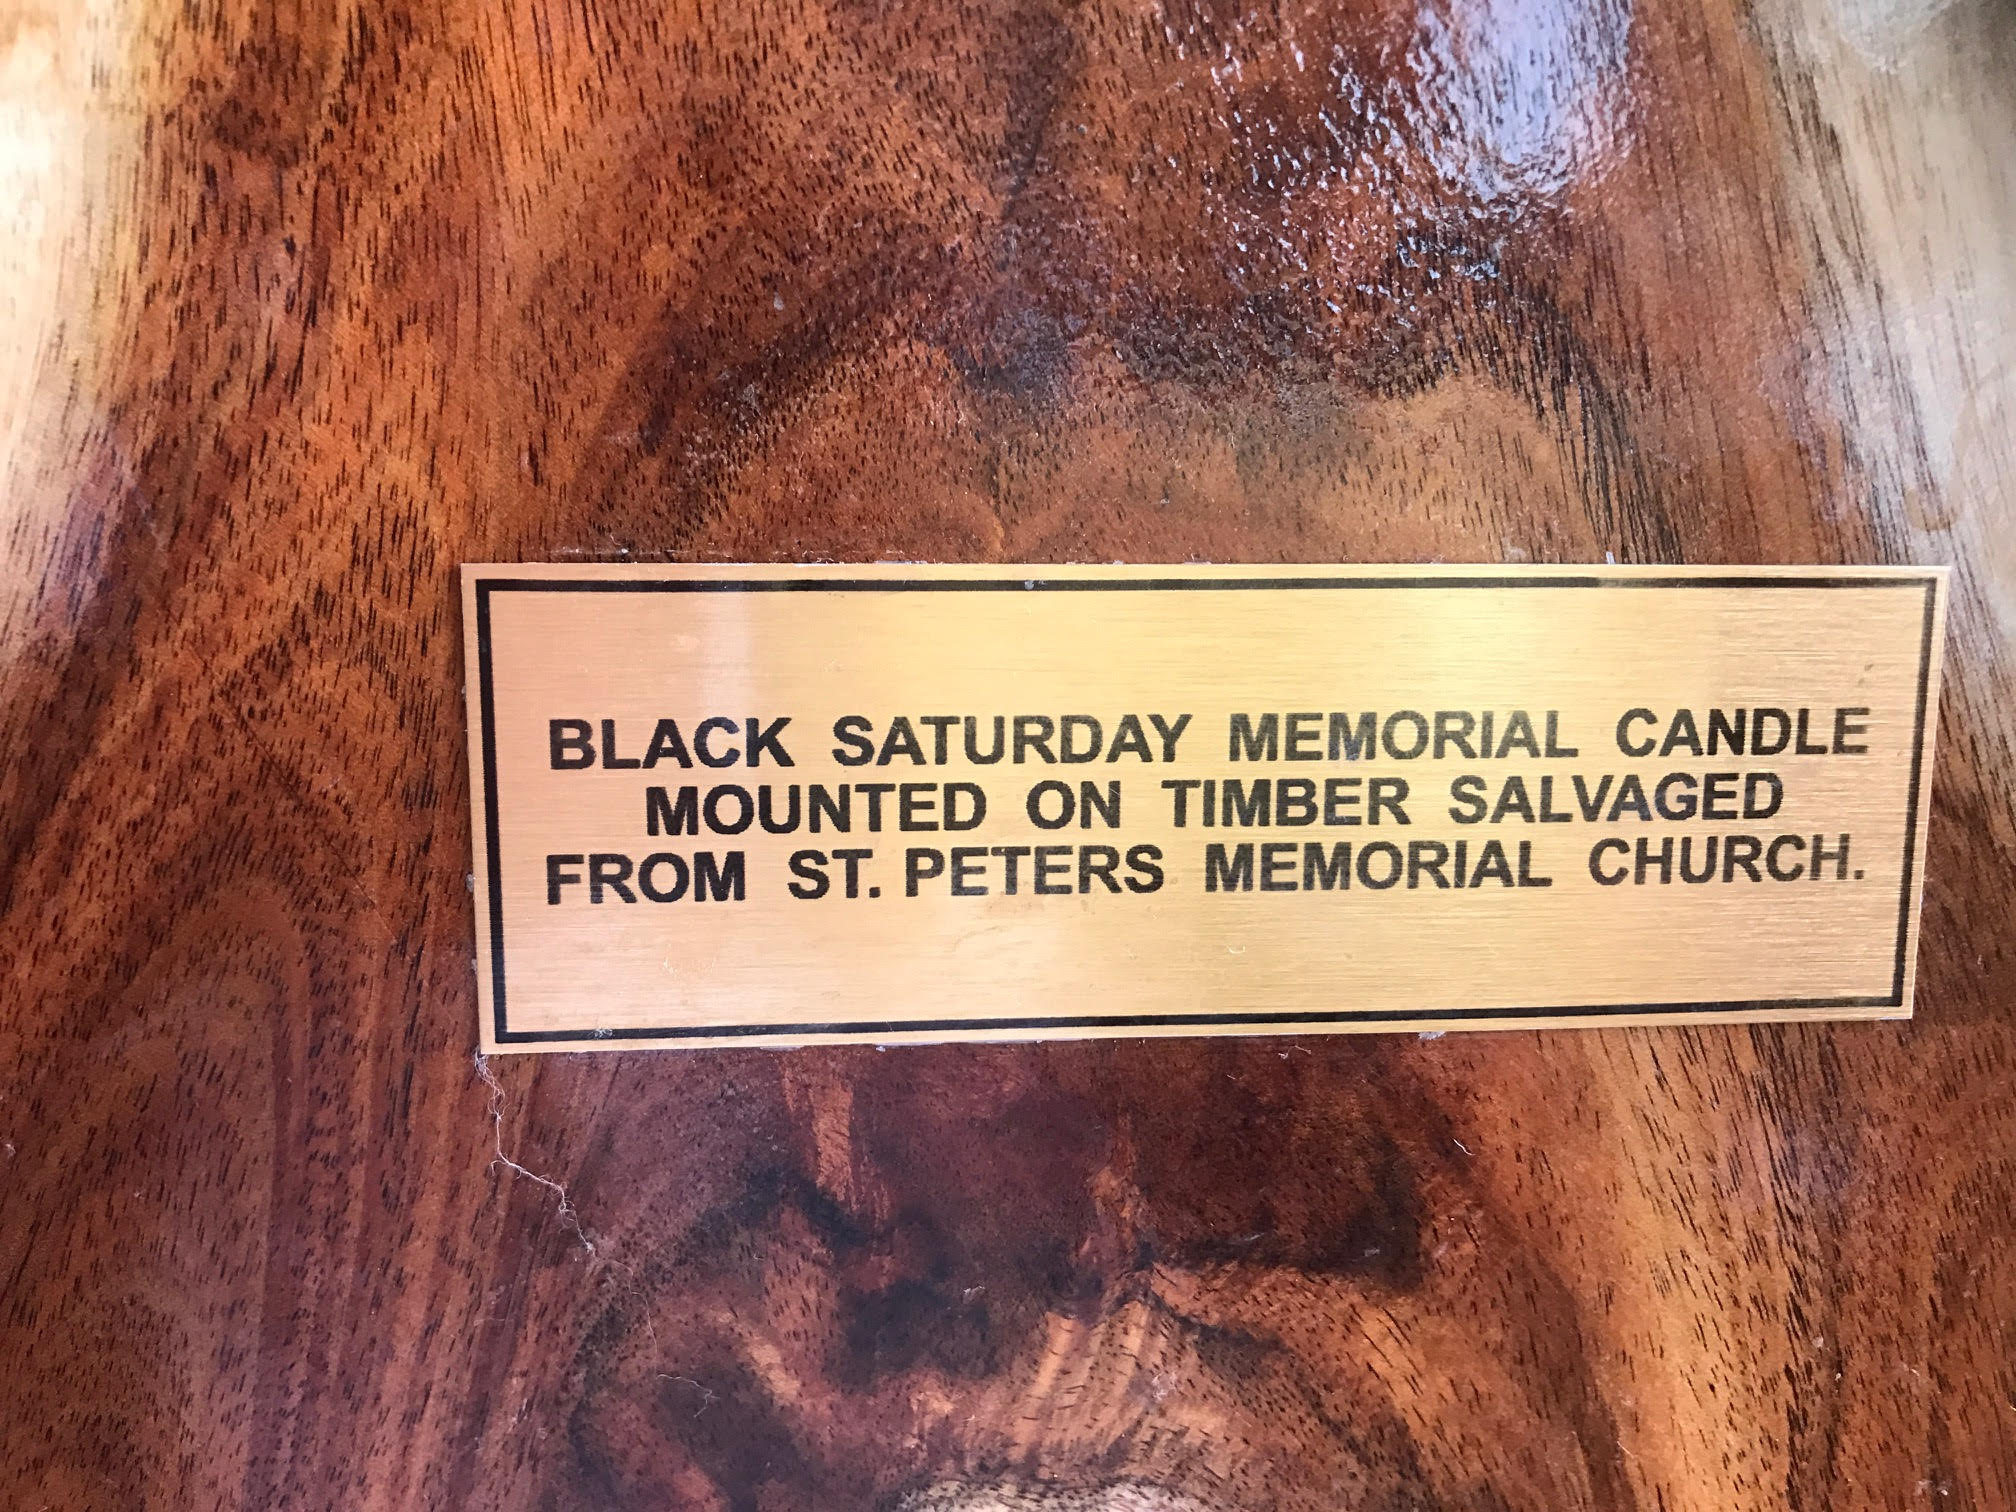 BLACK SATURDAY MEMORIAL CANDLE
MOUNTED ON TIMBER SALVAGED
FROM ST. PETERS MEMORIAL CHURCH.